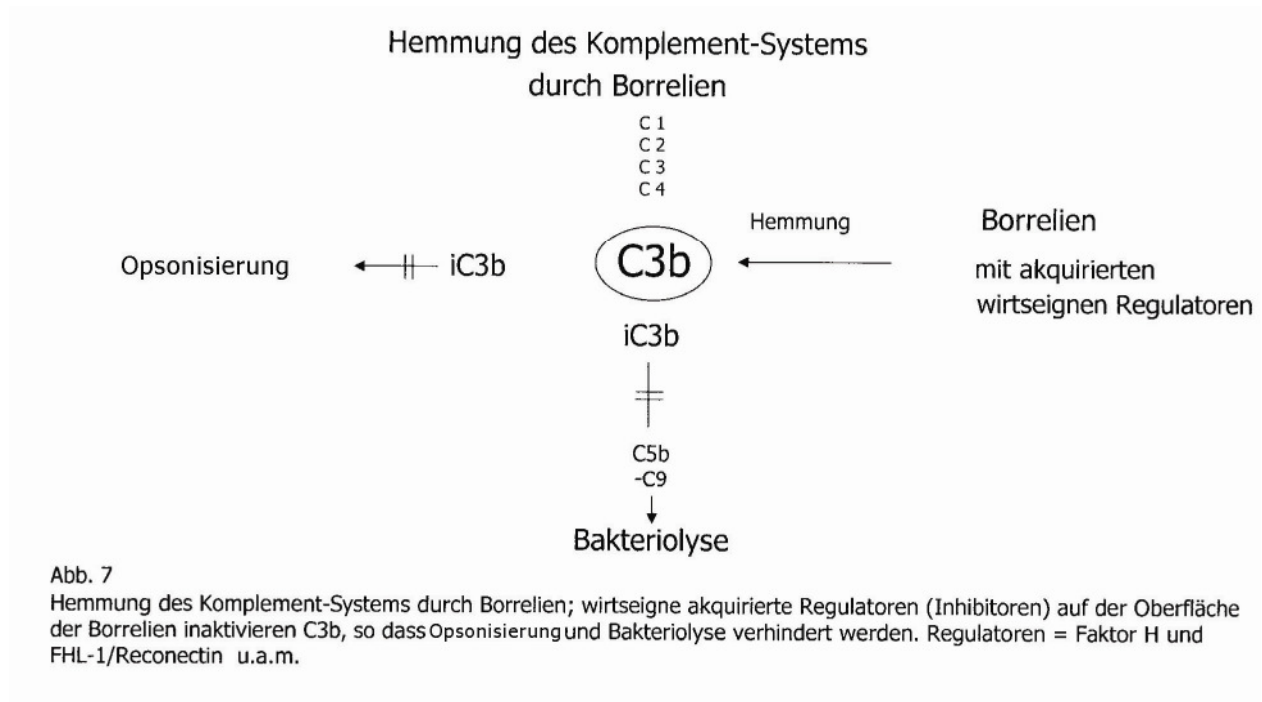 Hemmung des Komplement-Systems
durch Borrelien
C 1
C 2
C 3
C 4
Hemmung
Borrelien
Opsonisierung
iC3b
C3b
mit akquirierten
wirtseignen Regulatoren
iC3b
C5b
-C9
Bakteriolyse
Abb. 7
Hemmung des Komplement-Systems durch Borrelien; wirtseigne akquirierte Regulatoren (Inhibitoren) auf der Oberfläche
der Borrelien inaktivieren C3b, so dass Opsonisierung und Bakteriolyse verhindert werden. Regulatoren = Faktor H und
FHL-1/Reconectin u.a.m.